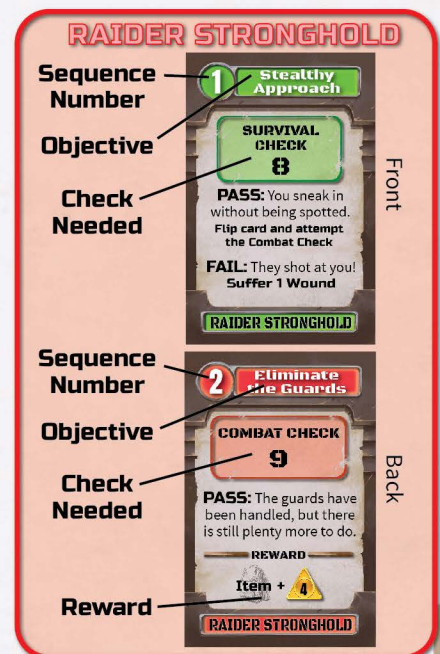 RAIDER STRONGHOLD
Sequence
Number
1
Stealthy
Approach
Objective
SURVIVAL
CHECK
8
Check
Needed
PASS: You sneak in
without being spotted.
Flip card and attempt
the Combat Check
FAIL: They shot at you!
Suffer 1 Wound
RAIDER STRONGHOLD
Front
Sequence
Number
2
Eliminate
the Guards
Objective
COMBAT CHECK
9
Check
Needed
PASS: The guards have
been handled, but there
is still plenty more to do.
REWARD
Item + 4
Reward
RAIDER STRONGHOLD
Back